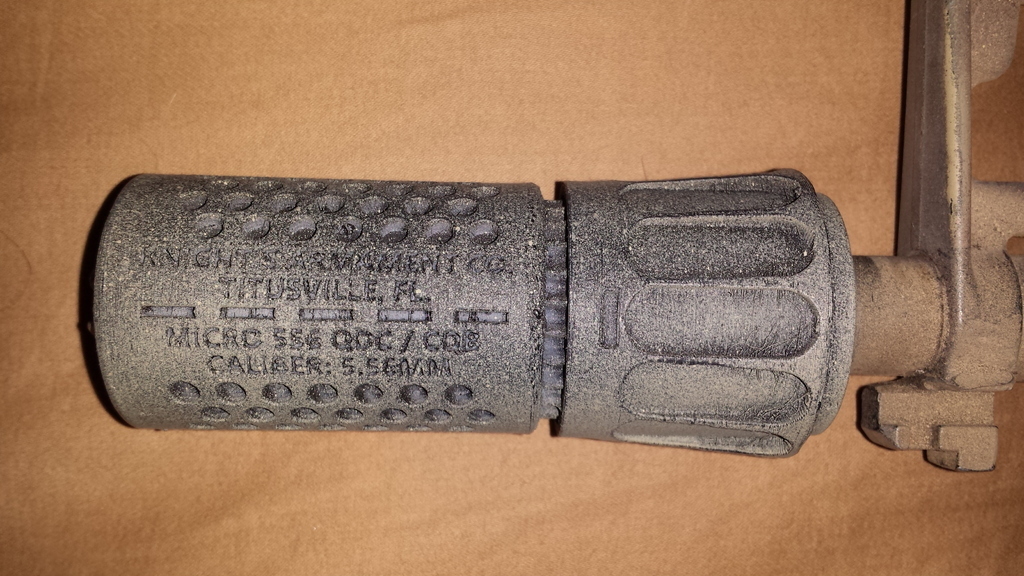 KNIGHT'S ARMAMENT CO.
TITUSVILLE, FL.
MICRO 556 QDC / CQB
CALIBER: 5.56MM